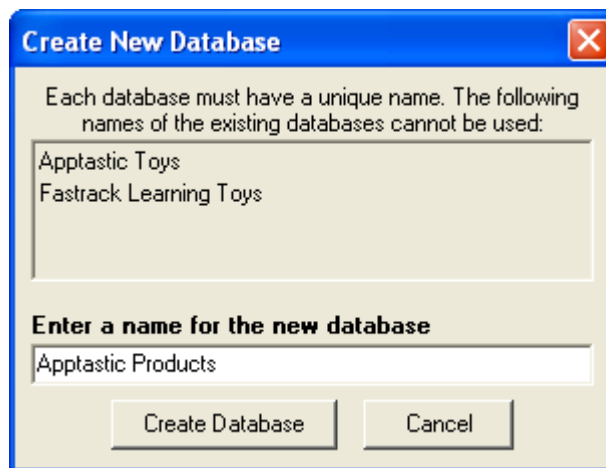 Create New Database
Each database must have a unique name. The following
names of the existing databases cannot be used:
Apptastic Toys
Fastrack Learning Toys
Enter a name for the new database
Apptastic Products
Create Database Cancel